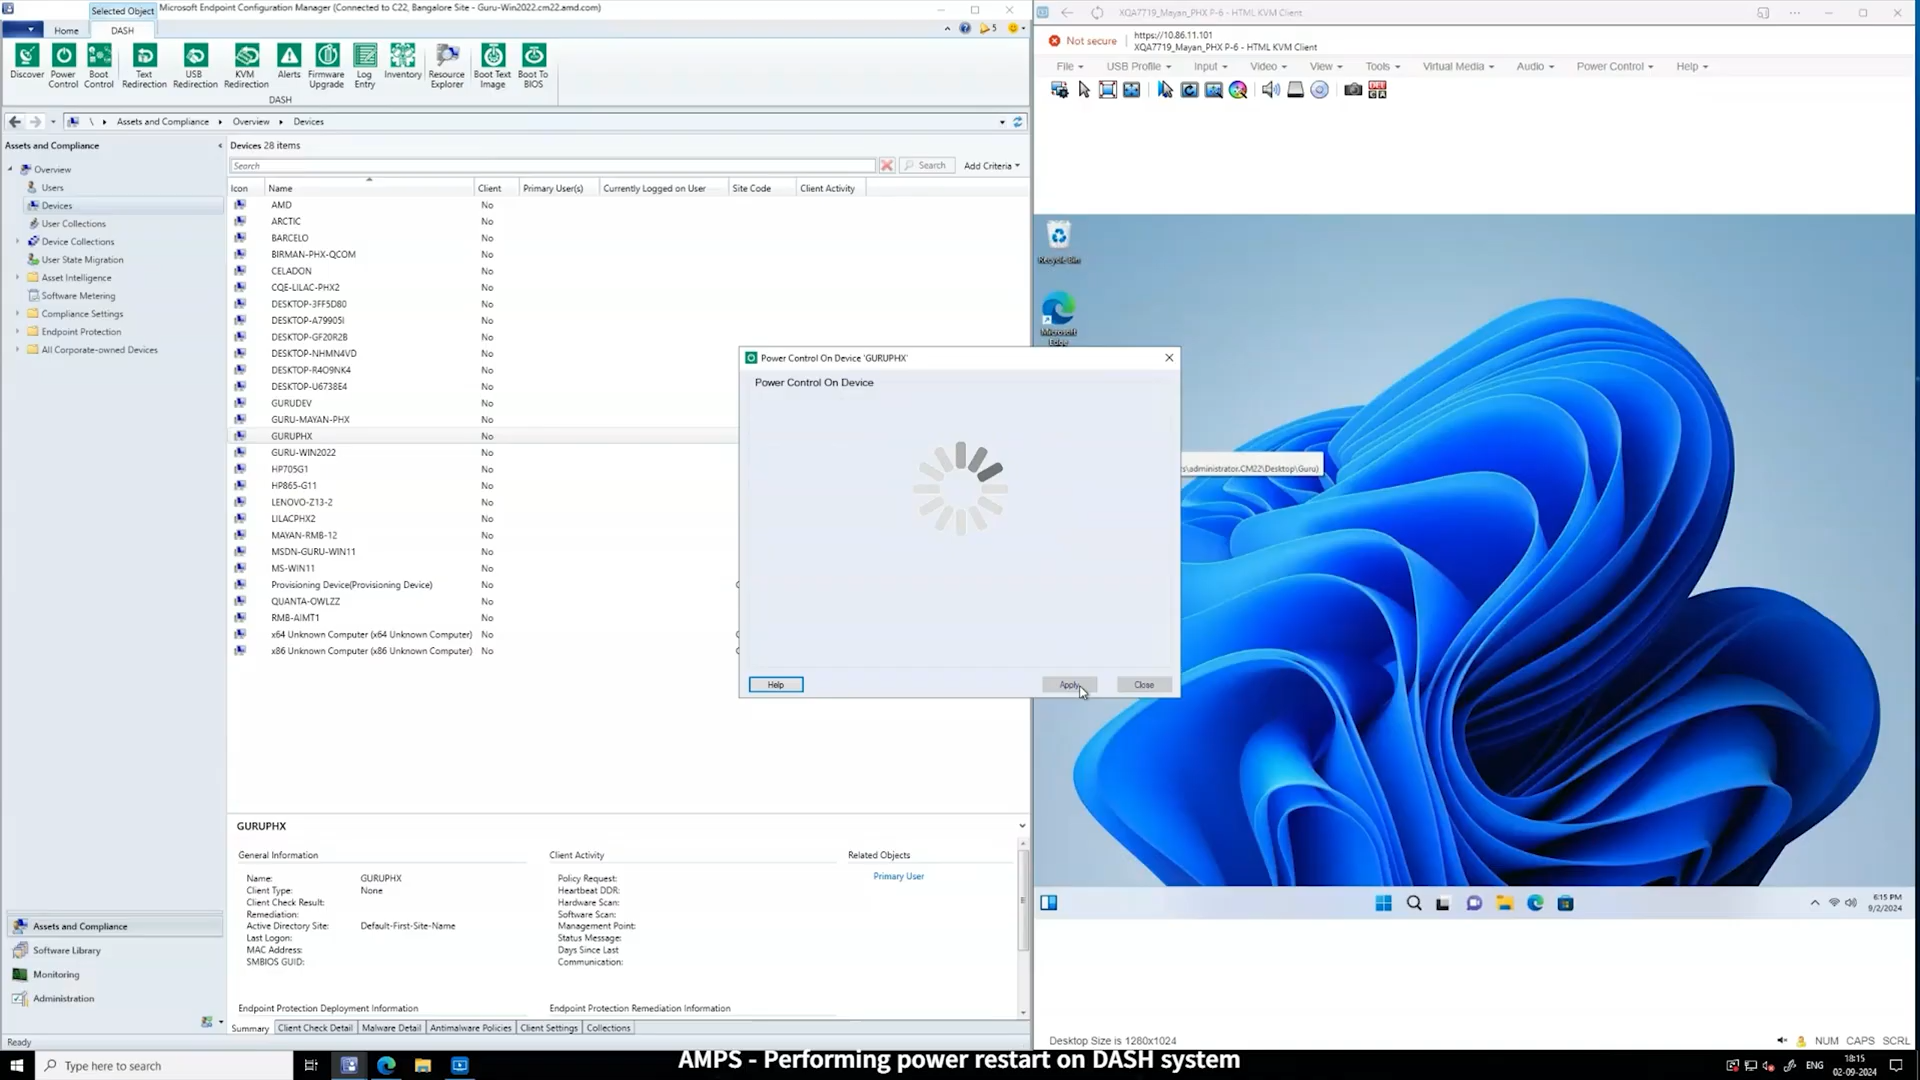 Selected Object
Microsoft Endpoint Configuration Manager (Connected to C22, Bangalore Site - Guru-Win2022.cm22.amd.com)
Home
DASH
5
Discover
Power Control
Boot Control
Text Redirection
USB Redirection
KVM Redirection
Alerts
Firmware Upgrade
Log Entry
Inventory
Resource Explorer
Boot Text Image
Boot To BIOS
DASH
\ Assets and Compliance Overview Devices
Assets and Compliance
Overview
Users
Devices
User Collections
Device Collections
User State Migration
Asset Intelligence
Software Metering
Compliance Settings
Endpoint Protection
All Corporate-owned Devices
Devices 28 items
Search
Search
Add Criteria
Icon Name Client Primary User(s) Currently Logged on User Site Code Client Activity
AMD No
ARCTIC No
BARCELO No
BIRMAN-PHX-QCOM No
CELADON No
CQE-LILAC-PHX2 No
DESKTOP-3FF5D80 No
DESKTOP-A79905I No
DESKTOP-GF20R2B No
DESKTOP-NHMN4VD No
DESKTOP-R4O9NK4 No
DESKTOP-U6738E4 No
GURUDEV No
GURU-MAYAN-PHX No
GURUPHX No
GURU-WIN2022 No
HP705G1 No
HP865-G11 No
LENOVO-Z13-2 No
LILACPHX2 No
MAYAN-RMB-12 No
MSDN-GURU-WIN11 No
MS-WIN11 No
Provisioning Device(Provisioning Device) No
QUANTA-OWLZZ No
RMB-AIMT1 No
x64 Unknown Computer (x64 Unknown Computer) No
x86 Unknown Computer (x86 Unknown Computer) No
Power Control On Device 'GURUPHX'
Power Control On Device
Help
Apply
Close
GURUPHX
General Information
Name: GURUPHX
Client Type: None
Client Check Result:
Remediation:
Active Directory Site: Default-First-Site-Name
Last Logon:
MAC Address:
SMBIOS GUID:
Client Activity
Policy Request:
Heartbeat DDR:
Hardware Scan:
Software Scan:
Management Point:
Status Message:
Days Since Last
Communication:
Related Objects
Primary User
Endpoint Protection Deployment Information
Endpoint Protection Remediation Information
Summary Client Check Detail Malware Detail Antimalware Policies Client Settings Collections
Assets and Compliance
Software Library
Monitoring
Administration
Ready
XQA7719_Mayan_PHX P-6 - HTML KVM Client
Not secure
https://10.86.11.101
XQA7719_Mayan_PHX P-6 - HTML KVM Client
File USB Profile Input Video View Tools Virtual Media Audio Power Control Help
Recycle Bin
Microsoft Edge
s\administrator.CM22\Desktop\Guru)
6:15 PM
9/2/2024
Desktop Size is 1280x1024
NUM CAPS SCRL
Type here to search
AMPS - Performing power restart on DASH system
ENG
18:15
02-09-2024